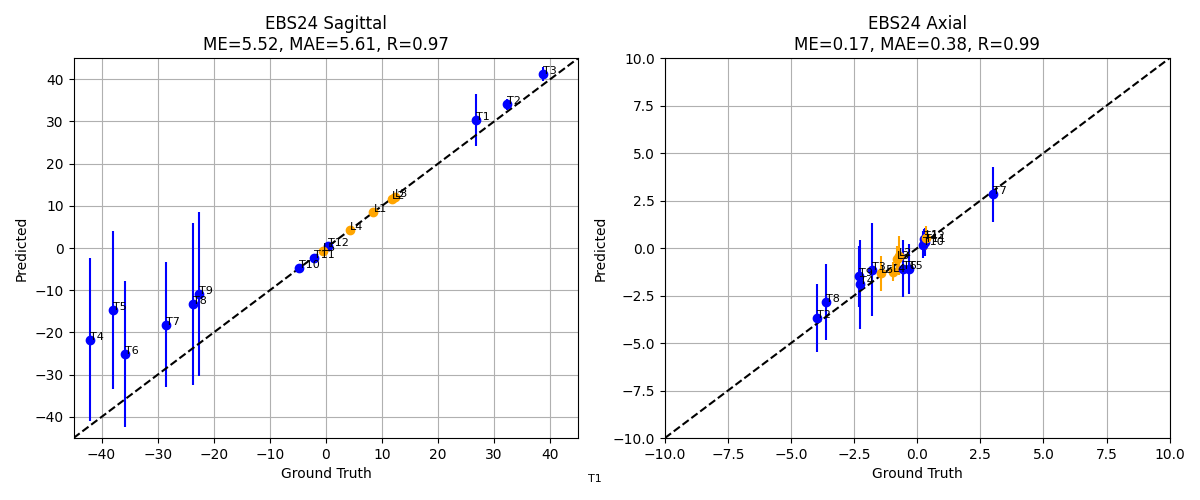 EBS24 Sagittal
ME=5.52, MAE=5.61, R=0.97
Predicted
40
30
20
10
0
−10
−20
−30
−40
−40
−30
−20
−10
0
10
20
30
40
Ground Truth
T3
T2
T1
L3
L2
L1
L4
T12
T11
T10
T9
T8
T7
T6
T5
T4
EBS24 Axial
ME=0.17, MAE=0.38, R=0.99
Predicted
10.0
7.5
5.0
2.5
0.0
−2.5
−5.0
−7.5
−10.0
−10.0
−7.5
−5.0
−2.5
0.0
2.5
5.0
7.5
10.0
Ground Truth
T7
T12
T10
T3
L5
T5
T8
T2
T1